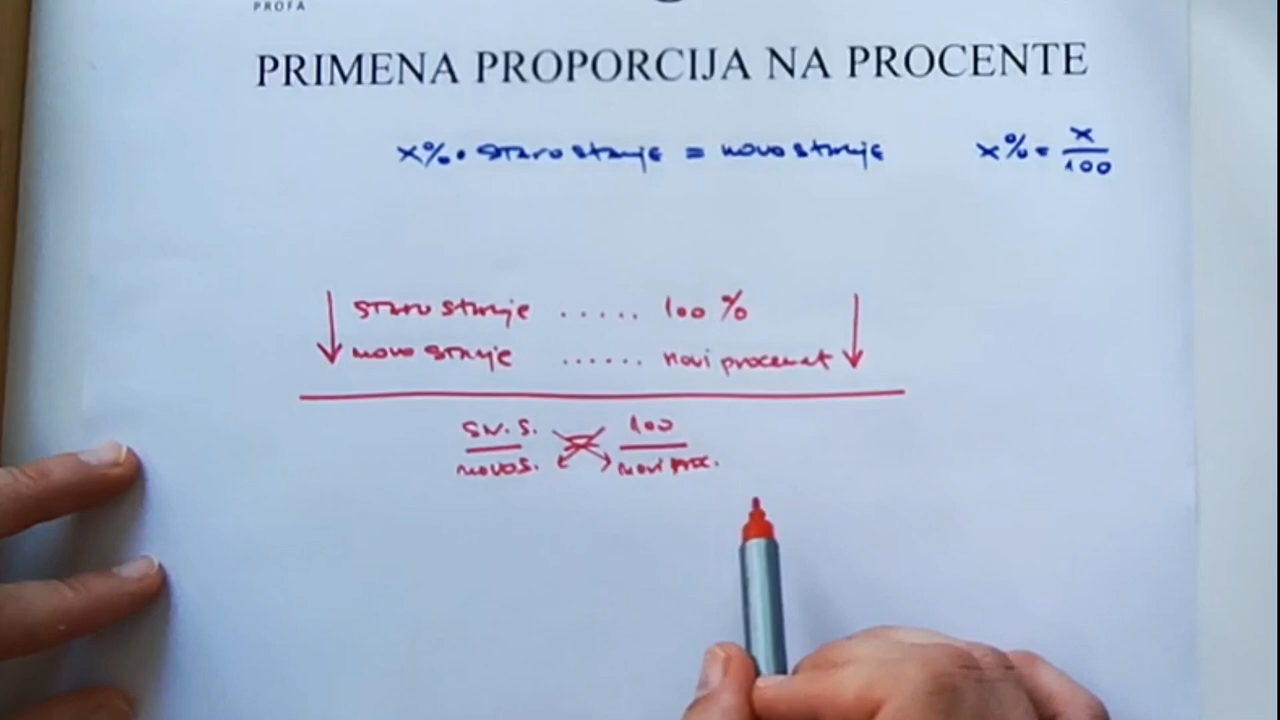 PROFA
PRIMENA PROPORCIJA NA PROCENTE
x% • staro stanje = novo stanje x% = x/100
staro stanje ..... 100 %
novo stanje ...... novi procenat
st. s. = 100
novo s. novi proc.